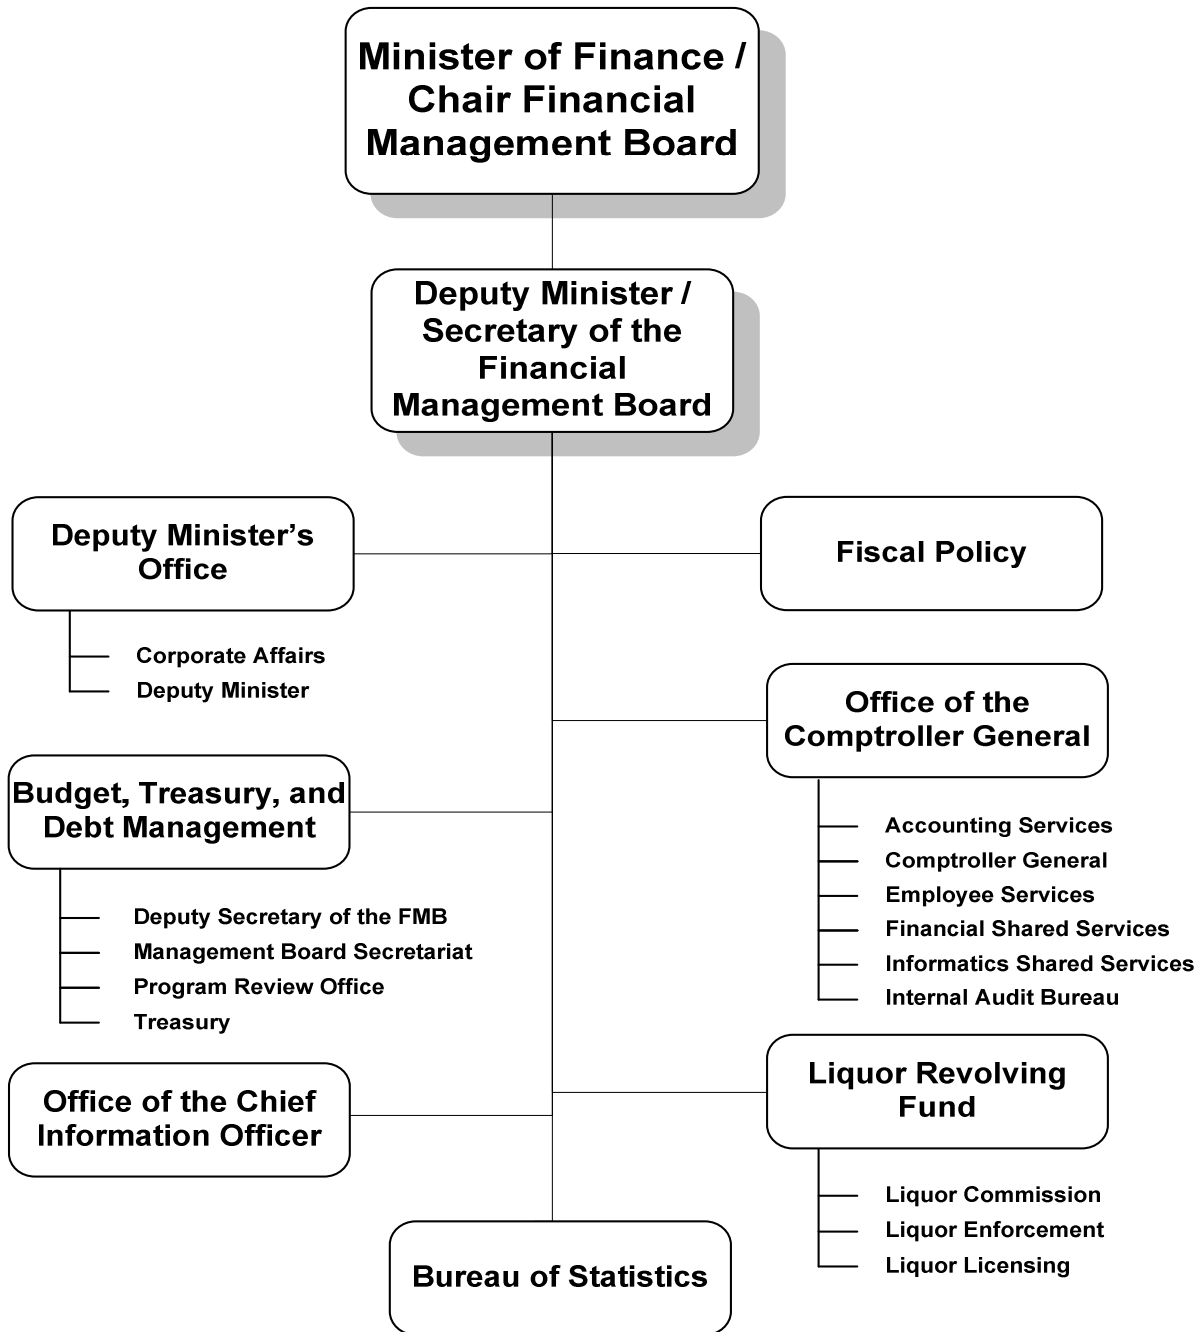 Minister of Finance /
Chair Financial
Management Board
Deputy Minister /
Secretary of the
Financial
Management Board
Deputy Minister’s
Office
Corporate Affairs
Deputy Minister
Fiscal Policy
Budget, Treasury, and
Debt Management
Deputy Secretary of the FMB
Management Board Secretariat
Program Review Office
Treasury
Office of the
Comptroller General
Accounting Services
Comptroller General
Employee Services
Financial Shared Services
Informatics Shared Services
Internal Audit Bureau
Office of the Chief
Information Officer
Liquor Revolving
Fund
Liquor Commission
Liquor Enforcement
Liquor Licensing
Bureau of Statistics